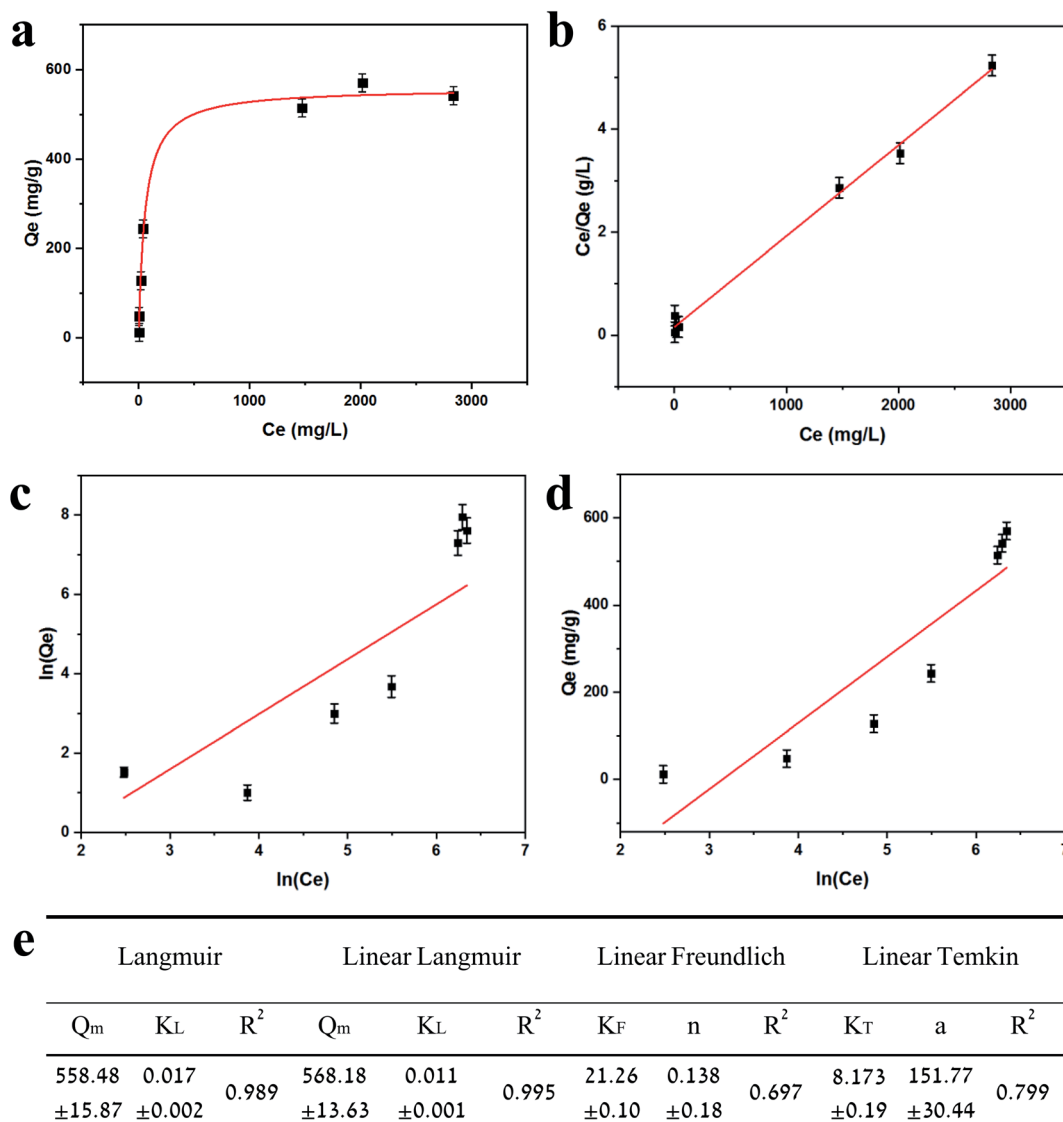 a
600
400
200
0
Qe (mg/g)
0 1000 2000 3000
Ce (mg/L)
b
6
4
2
0
Ce/Qe (g/L)
0 1000 2000 3000
Ce (mg/L)
c
8
6
4
2
0
ln(Qe)
2 3 4 5 6 7
ln(Ce)
d
600
400
200
0
Qe (mg/g)
2 3 4 5 6 7
ln(Ce)
e
Langmuir Linear Langmuir Linear Freundlich Linear Temkin
Qm KL R² Qm KL R² KF n R² KT a R²
558.48 0.017 0.989 568.18 0.011 0.995 21.26 0.138 0.697 8.173 151.77 0.799
±15.87 ±0.002 ±13.63 ±0.001 ±0.10 ±0.18 ±0.19 ±30.44